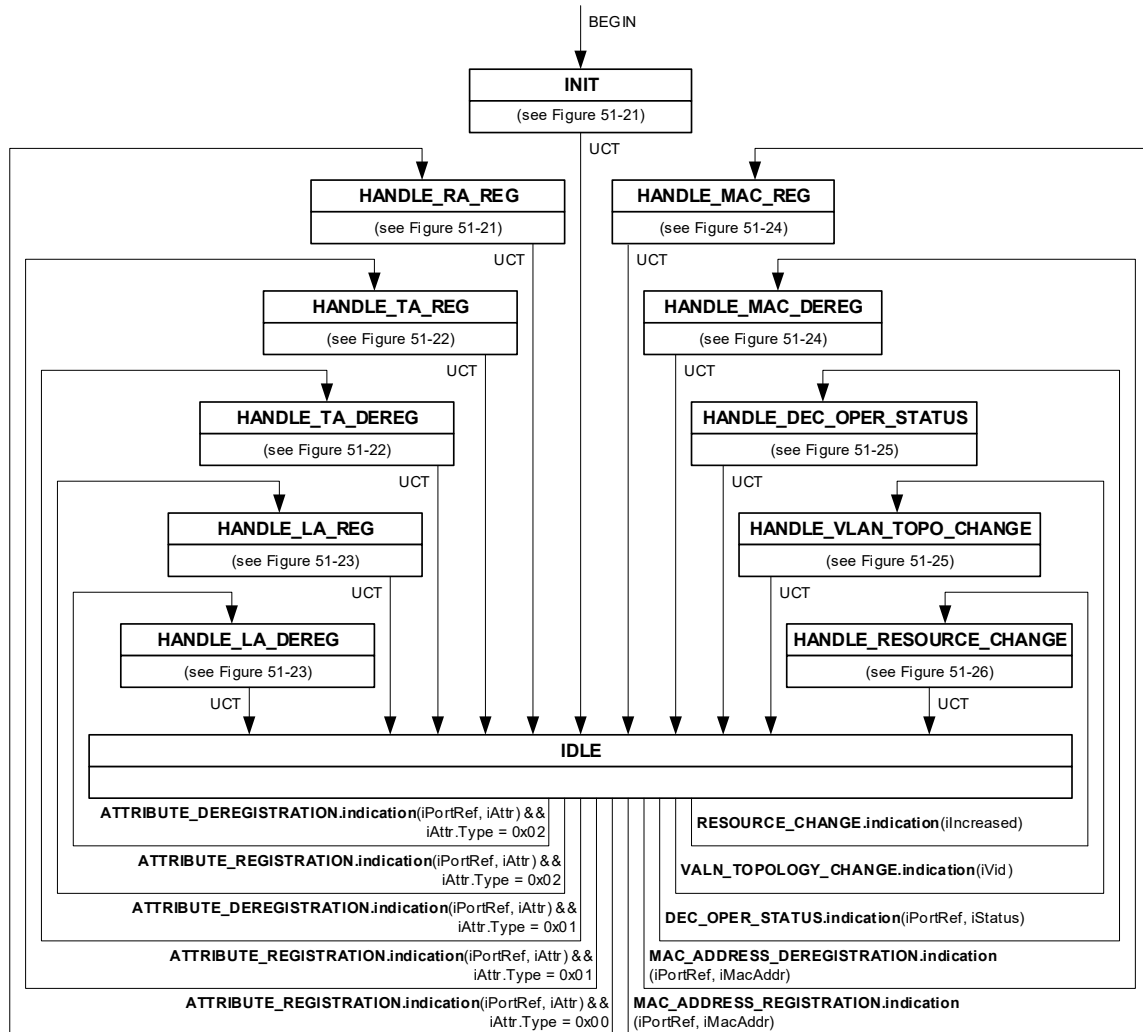 BEGIN
INIT
(see Figure 51-21)
UCT
HANDLE_RA_REG
(see Figure 51-21)
UCT
HANDLE_MAC_REG
(see Figure 51-24)
UCT
HANDLE_TA_REG
(see Figure 51-22)
UCT
HANDLE_MAC_DEREG
(see Figure 51-24)
UCT
HANDLE_TA_DEREG
(see Figure 51-22)
UCT
HANDLE_DEC_OPER_STATUS
(see Figure 51-25)
UCT
HANDLE_LA_REG
(see Figure 51-23)
UCT
HANDLE_VLAN_TOPO_CHANGE
(see Figure 51-25)
UCT
HANDLE_LA_DEREG
(see Figure 51-23)
UCT
HANDLE_RESOURCE_CHANGE
(see Figure 51-26)
UCT
IDLE
ATTRIBUTE_DEREGISTRATION.indication(iPortRef, iAttr) &&
iAttr.Type = 0x02
ATTRIBUTE_REGISTRATION.indication(iPortRef, iAttr) &&
iAttr.Type = 0x02
ATTRIBUTE_DEREGISTRATION.indication(iPortRef, iAttr) &&
iAttr.Type = 0x01
ATTRIBUTE_REGISTRATION.indication(iPortRef, iAttr) &&
iAttr.Type = 0x01
ATTRIBUTE_REGISTRATION.indication(iPortRef, iAttr) &&
iAttr.Type = 0x00
RESOURCE_CHANGE.indication(iIncreased)
VALN_TOPOLOGY_CHANGE.indication(iVid)
DEC_OPER_STATUS.indication(iPortRef, iStatus)
MAC_ADDRESS_DEREGISTRATION.indication
(iPortRef, iMacAddr)
MAC_ADDRESS_REGISTRATION.indication
(iPortRef, iMacAddr)